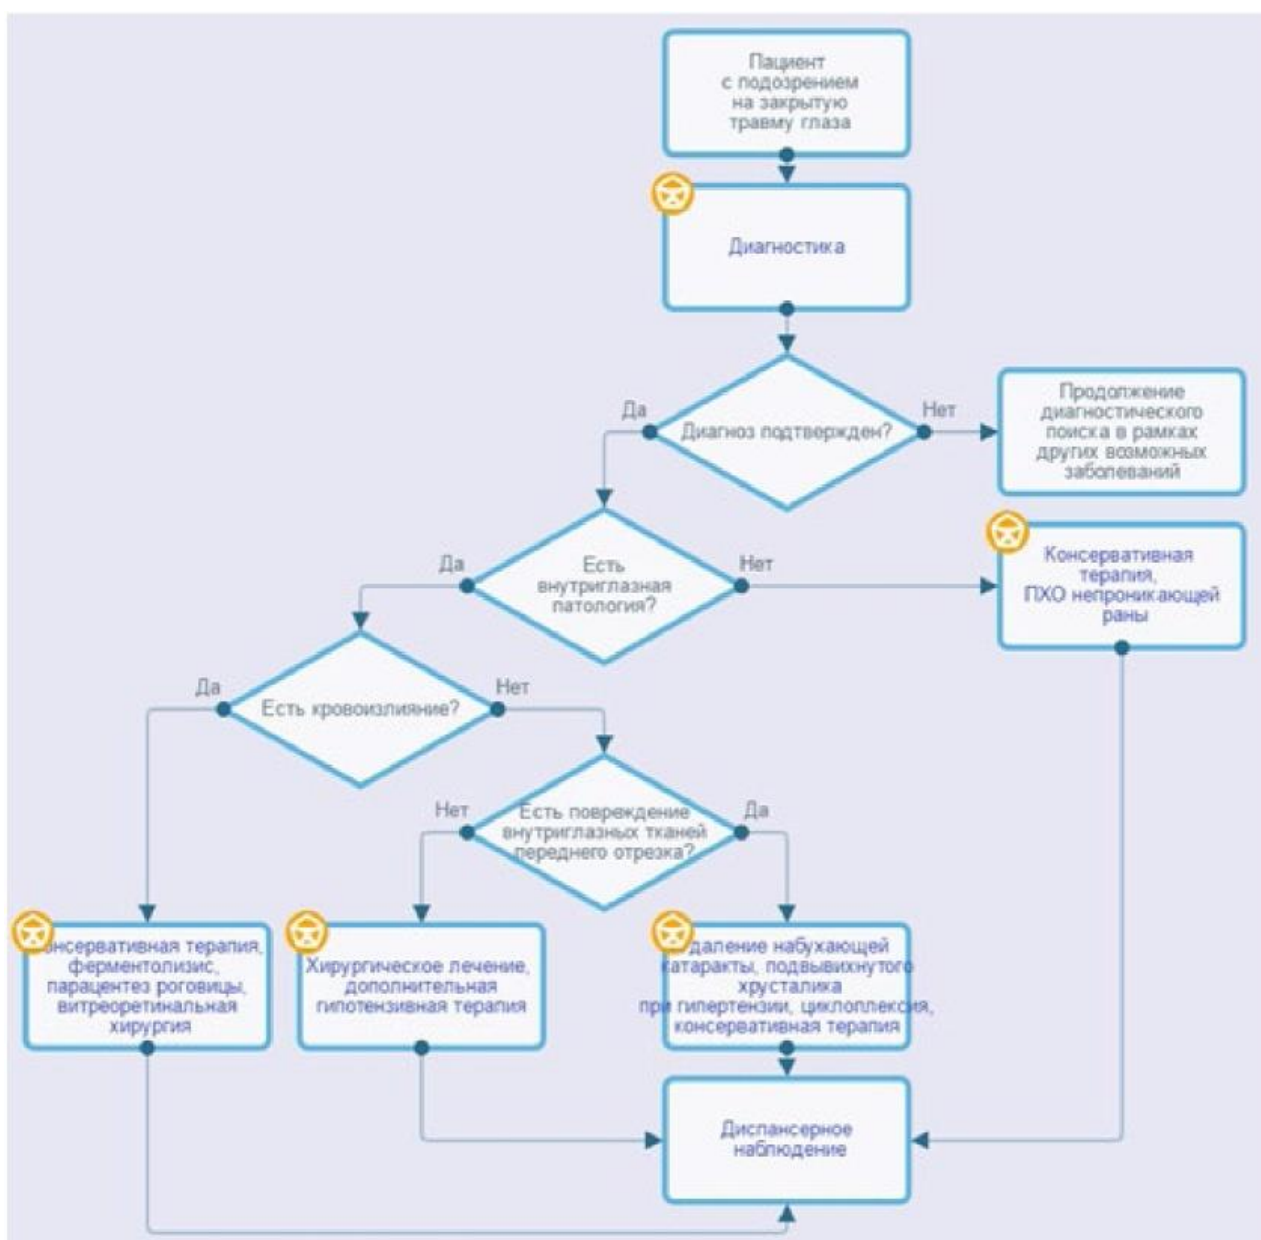 Пациент
с подозрением
на закрытую
травму глаза
Диагностика
Да
Диагноз подтвержден?
Нет
Продолжение
диагностического
поиска в рамках
других возможных
заболеваний
Да
Есть
внутриглазная
патология?
Нет
Консервативная
терапия,
ПХО непроникающей
раны
Да
Есть кровоизлияние?
Нет
Нет
Есть повреждение
внутриглазных тканей
переднего отрезка?
Да
онсервативная терапия,
ферментолизис,
парацентез роговицы,
витреоретинальная
хирургия
Хирургическое лечение,
дополнительная
гипотензивная терапия
даление набухающей
катаракты, подвывихнутого
хрусталика
при гипертензии, циклоплексия,
консервативная терапия
Диспансерное
наблюдение